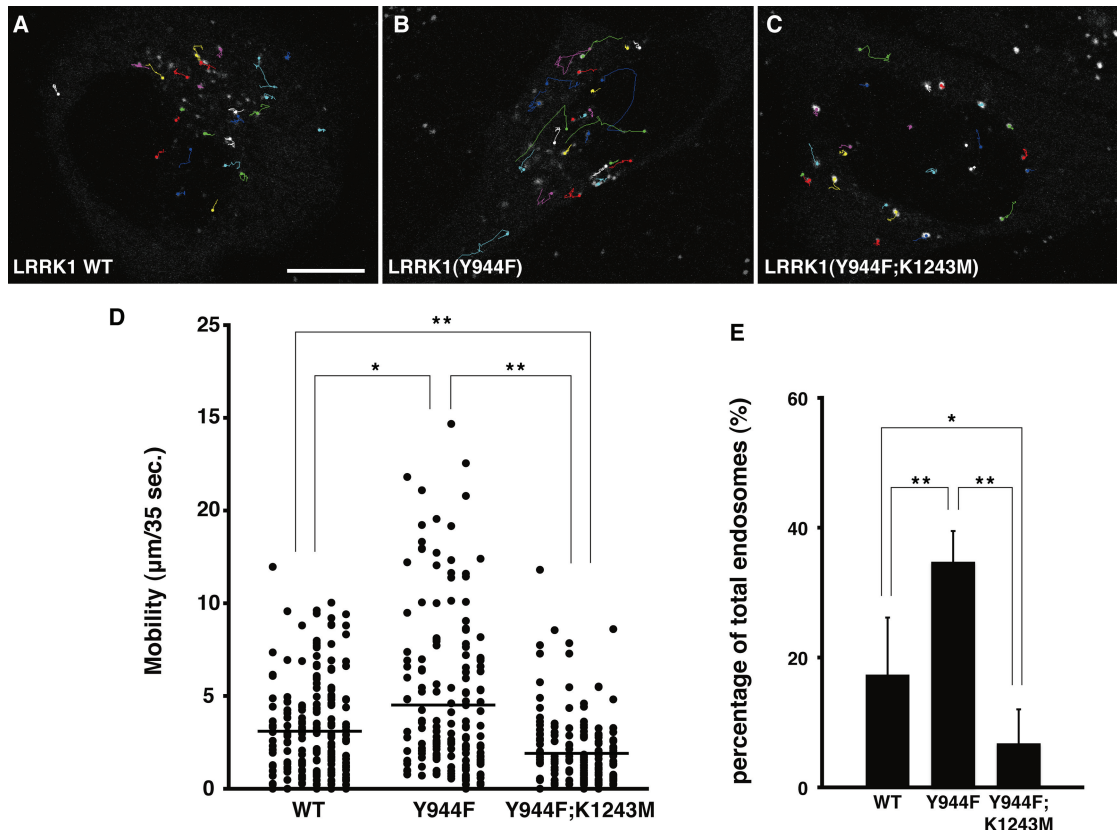 A
B
C
LRRK1 WT
LRRK1(Y944F)
LRRK1(Y944F;K1243M)
D
Mobility (μm/35 sec.)
25
15
20
10
5
0
**
*
**
WT
Y944F
Y944F;K1243M
E
percentage of total endosomes (%)
60
40
20
0
*
**
**
WT
Y944F
Y944F;
K1243M